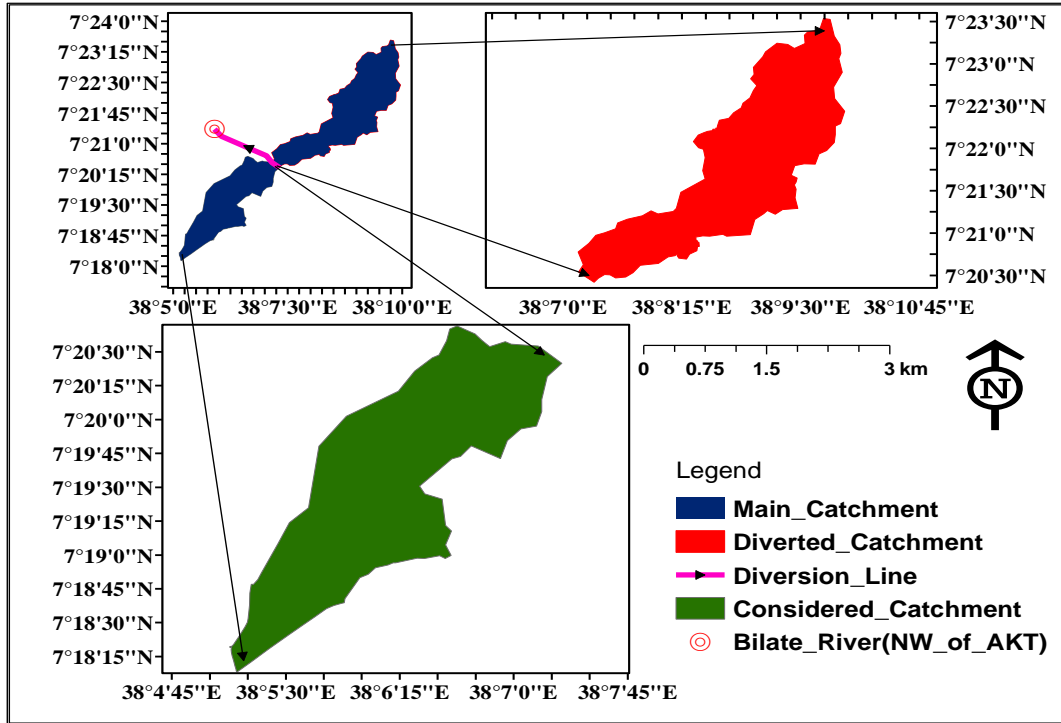 7°24'0"N
7°23'15"N
7°22'30"N
7°21'45"N
7°21'0"N
7°20'15"N
7°19'30"N
7°18'45"N
7°18'0"N
38°5'0"E 38°7'30"E 38°10'0"E
7°23'30"N
7°23'0"N
7°22'30"N
7°22'0"N
7°21'30"N
7°21'0"N
7°20'30"N
38°7'0"E 38°8'15"E 38°9'30"E 38°10'45"E
7°20'30"N
7°20'15"N
7°20'0"N
7°19'45"N
7°19'30"N
7°19'15"N
7°19'0"N
7°18'45"N
7°18'30"N
7°18'15"N
38°4'45"E 38°5'30"E 38°6'15"E 38°7'0"E 38°7'45"E
0 0.75 1.5 3 km
N
Legend
Main_Catchment
Diverted_Catchment
Diversion_Line
Considered_Catchment
Bilate_River(NW_of_AKT)